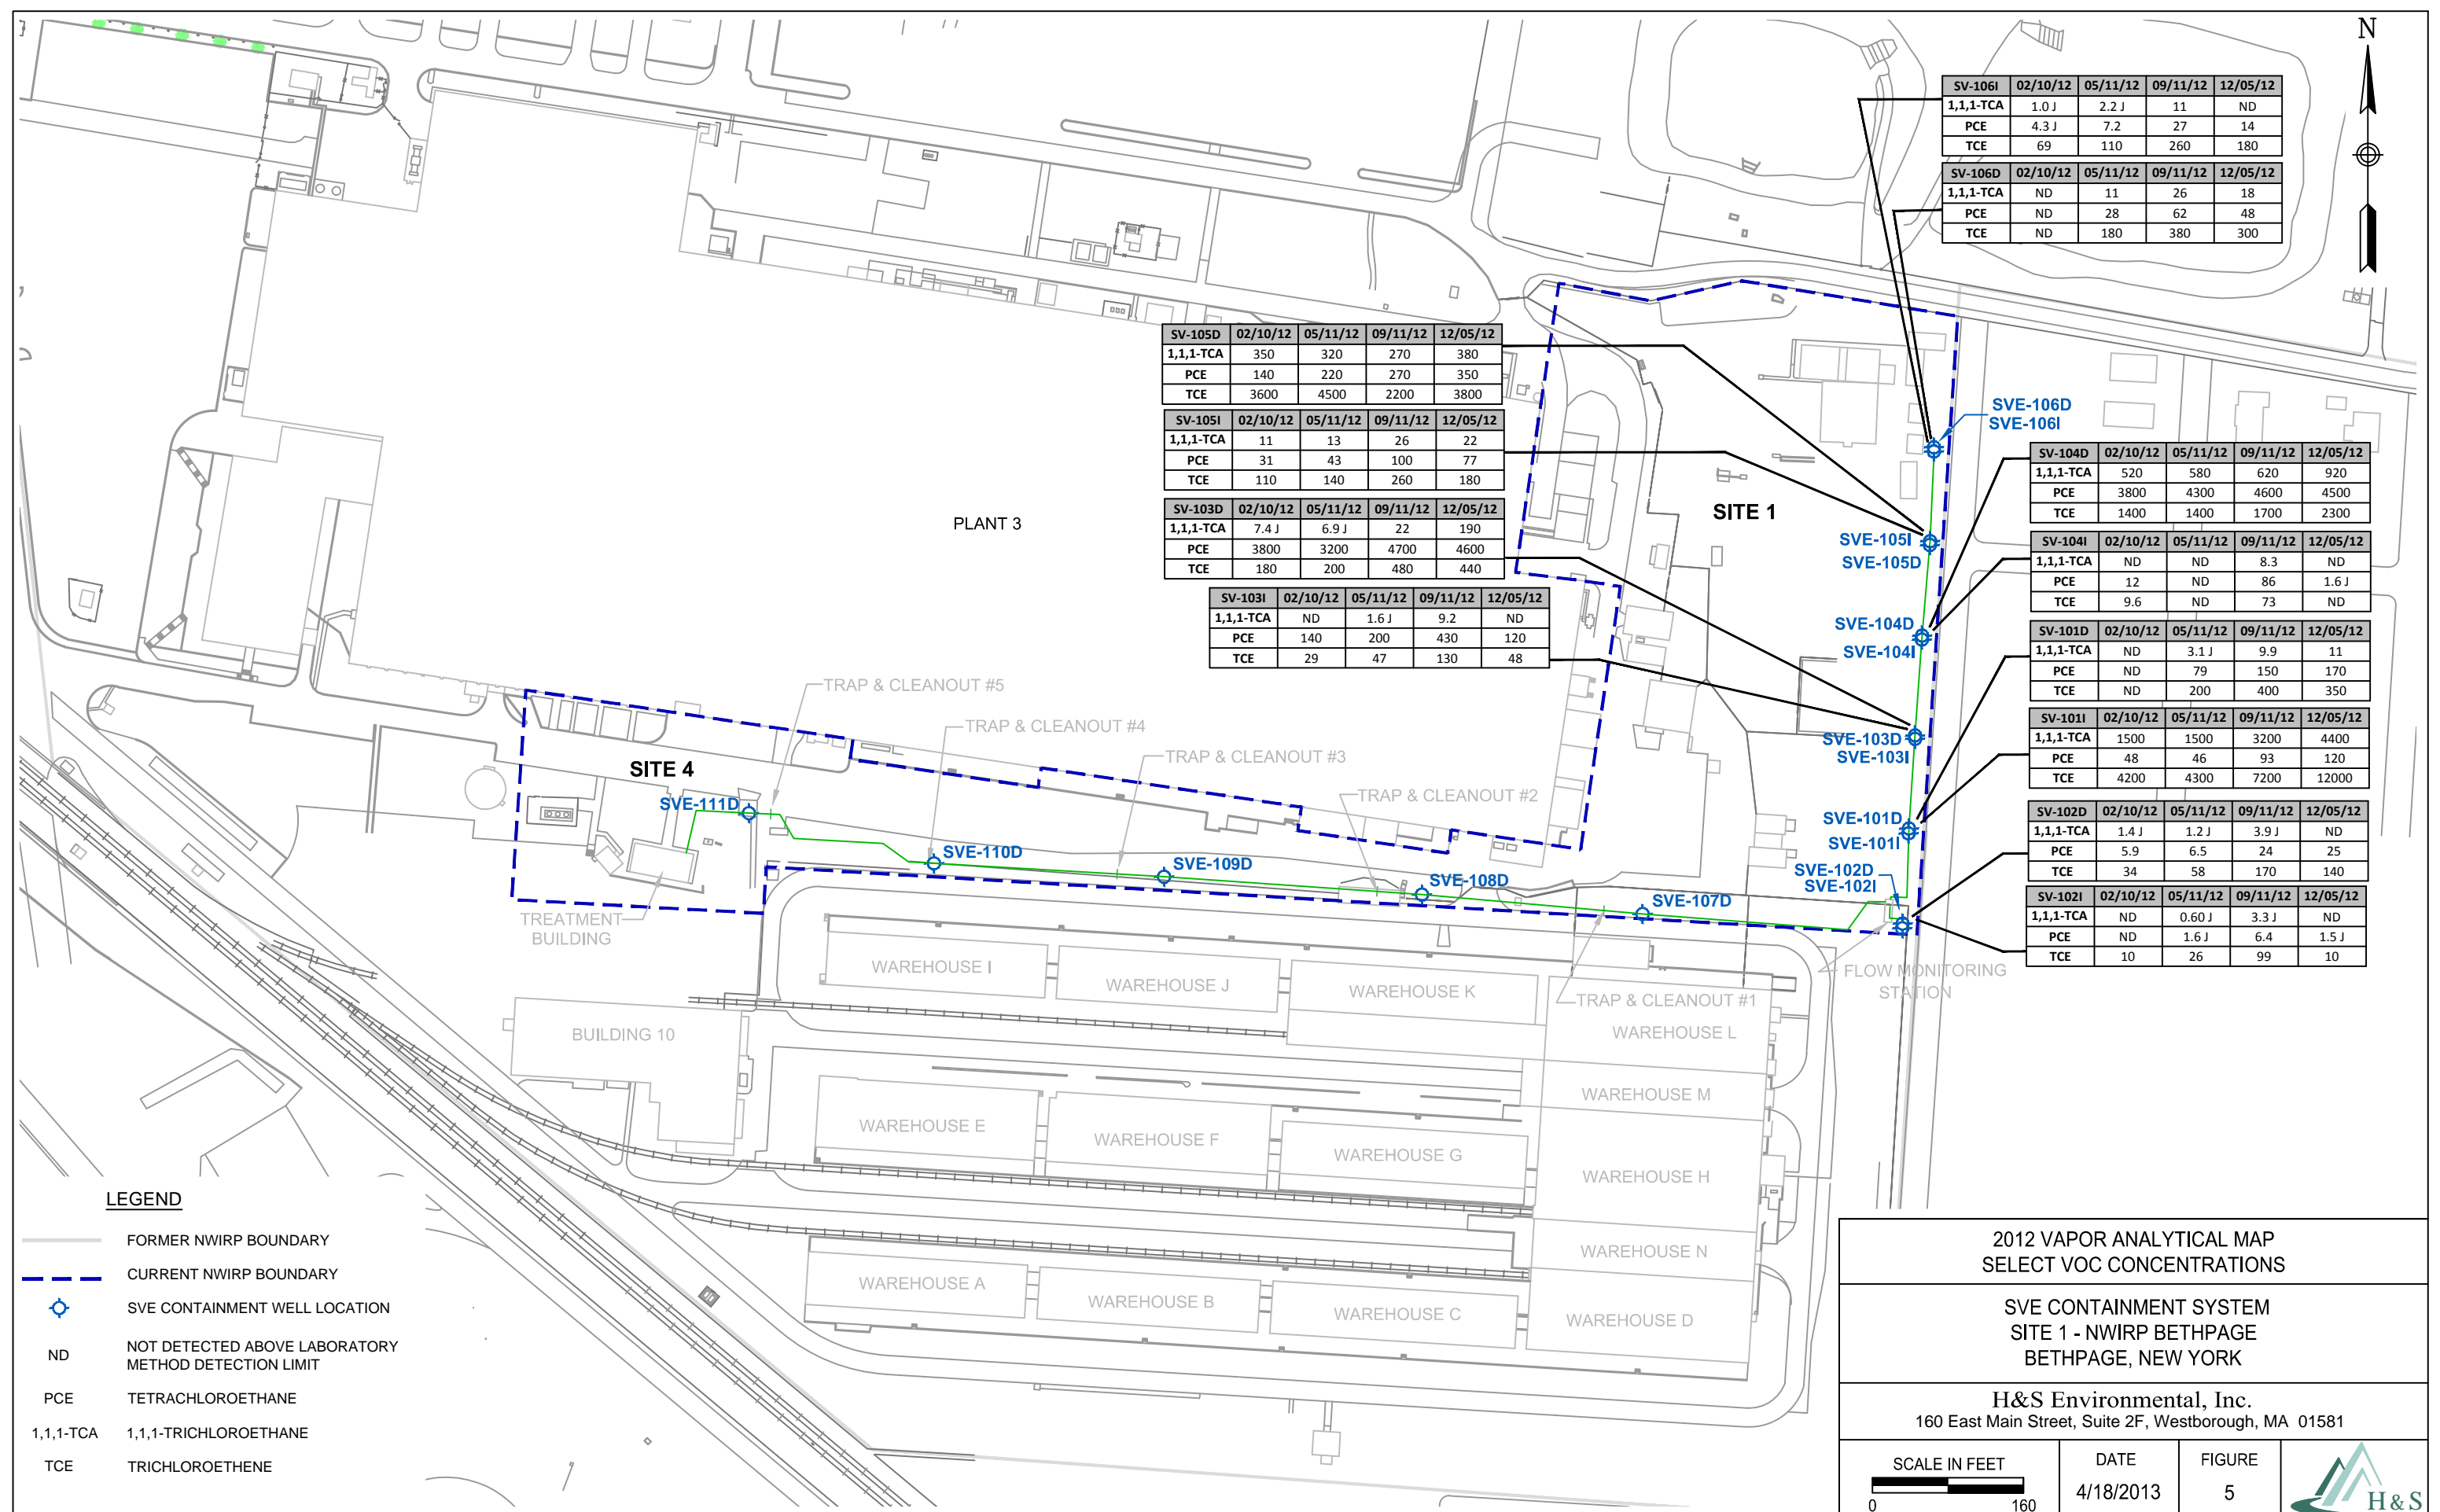 N
SV-106I 02/10/12 05/11/12 09/11/12 12/05/12
1,1,1-TCA 1.0 J 2.2 J 11 ND
PCE 4.3 J 7.2 27 14
TCE 69 110 260 180
SV-106D 02/10/12 05/11/12 09/11/12 12/05/12
1,1,1-TCA ND 11 26 18
PCE ND 28 62 48
TCE ND 180 380 300
SV-105D 02/10/12 05/11/12 09/11/12 12/05/12
1,1,1-TCA 350 320 270 380
PCE 140 220 270 350
TCE 3600 4500 2200 3800
SV-105I 02/10/12 05/11/12 09/11/12 12/05/12
1,1,1-TCA 11 13 26 22
PCE 31 43 100 77
TCE 110 140 260 180
SV-103D 02/10/12 05/11/12 09/11/12 12/05/12
1,1,1-TCA 7.4 J 6.9 J 22 190
PCE 3800 3200 4700 4600
TCE 180 200 480 440
SV-103I 02/10/12 05/11/12 09/11/12 12/05/12
1,1,1-TCA ND 1.6 J 9.2 ND
PCE 140 200 430 120
TCE 29 47 130 48
SV-104D 02/10/12 05/11/12 09/11/12 12/05/12
1,1,1-TCA 520 580 620 920
PCE 3800 4300 4600 4500
TCE 1400 1400 1700 2300
SV-104I 02/10/12 05/11/12 09/11/12 12/05/12
1,1,1-TCA ND ND 8.3 ND
PCE 12 ND 86 1.6 J
TCE 9.6 ND 73 ND
SV-101D 02/10/12 05/11/12 09/11/12 12/05/12
1,1,1-TCA ND 3.1 J 9.9 11
PCE ND 79 150 170
TCE ND 200 400 350
SV-101I 02/10/12 05/11/12 09/11/12 12/05/12
1,1,1-TCA 1500 1500 3200 4400
PCE 48 46 93 120
TCE 4200 4300 7200 12000
SV-102D 02/10/12 05/11/12 09/11/12 12/05/12
1,1,1-TCA 1.4 J 1.2 J 3.9 J ND
PCE 5.9 6.5 24 25
TCE 34 58 170 140
SV-102I 02/10/12 05/11/12 09/11/12 12/05/12
1,1,1-TCA ND 0.60 J 3.3 J ND
PCE ND 1.6 J 6.4 1.5 J
TCE 10 26 99 10
SVE-106D
SVE-106I
SITE 1
SVE-105I
SVE-105D
SVE-104D
SVE-104I
SVE-103D
SVE-103I
SVE-101D
SVE-101I
SVE-102D
SVE-102I
PLANT 3
TRAP & CLEANOUT #5
TRAP & CLEANOUT #4
TRAP & CLEANOUT #3
TRAP & CLEANOUT #2
SITE 4
SVE-111D
SVE-110D
SVE-109D
SVE-108D
SVE-107D
TREATMENT
BUILDING
FLOW MONITORING
STATION
TRAP & CLEANOUT #1
WAREHOUSE I
WAREHOUSE J
WAREHOUSE K
WAREHOUSE L
BUILDING 10
WAREHOUSE M
WAREHOUSE E
WAREHOUSE F
WAREHOUSE G
WAREHOUSE H
WAREHOUSE N
WAREHOUSE A
WAREHOUSE B
WAREHOUSE C
WAREHOUSE D
LEGEND
FORMER NWIRP BOUNDARY
CURRENT NWIRP BOUNDARY
SVE CONTAINMENT WELL LOCATION
ND NOT DETECTED ABOVE LABORATORY
METHOD DETECTION LIMIT
PCE TETRACHLOROETHANE
1,1,1-TCA 1,1,1-TRICHLOROETHANE
TCE TRICHLOROETHENE
2012 VAPOR ANALYTICAL MAP
SELECT VOC CONCENTRATIONS
SVE CONTAINMENT SYSTEM
SITE 1 - NWIRP BETHPAGE
BETHPAGE, NEW YORK
H&S Environmental, Inc.
160 East Main Street, Suite 2F, Westborough, MA 01581
SCALE IN FEET
0 160
DATE
4/18/2013
FIGURE
5
H&S